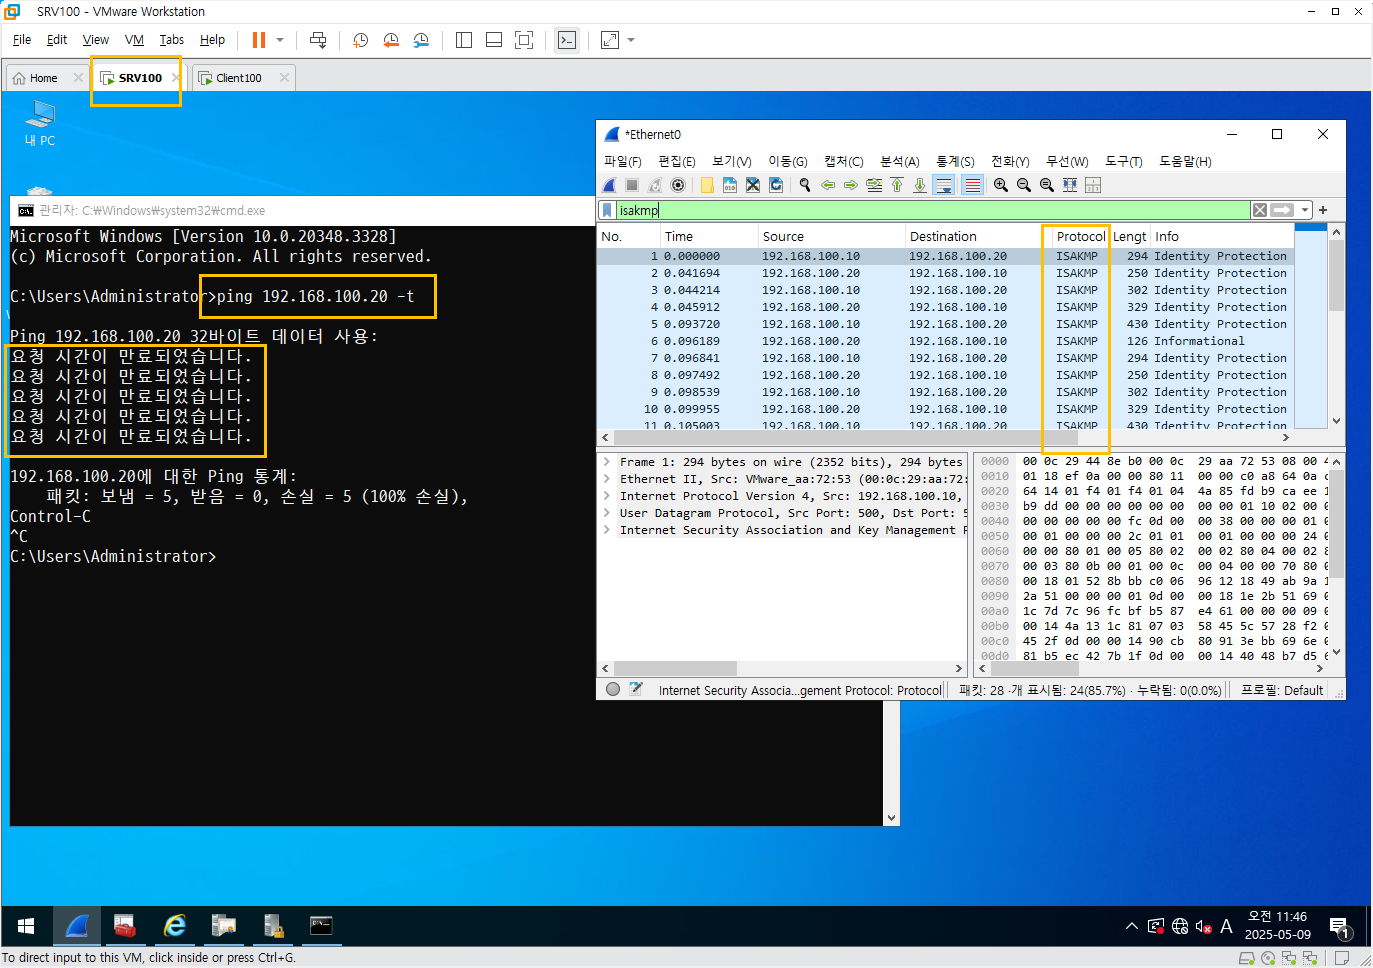 SRV100 - VMware Workstation
File Edit View VM Tabs Help
Home SRV100 Client100
내 PC
관리자: C:\Windows\system32\cmd.exe
Microsoft Windows [Version 10.0.20348.3328]
(c) Microsoft Corporation. All rights reserved.
C:\Users\Administrator>ping 192.168.100.20 -t
Ping 192.168.100.20 32바이트 데이터 사용:
요청 시간이 만료되었습니다.
요청 시간이 만료되었습니다.
요청 시간이 만료되었습니다.
요청 시간이 만료되었습니다.
요청 시간이 만료되었습니다.
192.168.100.20에 대한 Ping 통계:
패킷: 보냄 = 5, 받음 = 0, 손실 = 5 (100% 손실),
Control-C
^C
C:\Users\Administrator>
*Ethernet0
파일(F) 편집(E) 보기(V) 이동(G) 캡처(C) 분석(A) 통계(S) 전화(Y) 무선(W) 도구(T) 도움말(H)
isakmp
No. Time Source Destination Protocol Lengt Info
1 0.000000 192.168.100.10 192.168.100.20 ISAKMP 294 Identity Protection
2 0.041694 192.168.100.20 192.168.100.10 ISAKMP 250 Identity Protection
3 0.044214 192.168.100.10 192.168.100.20 ISAKMP 302 Identity Protection
4 0.045912 192.168.100.20 192.168.100.10 ISAKMP 329 Identity Protection
5 0.093720 192.168.100.10 192.168.100.20 ISAKMP 430 Identity Protection
6 0.096189 192.168.100.20 192.168.100.10 ISAKMP 126 Informational
7 0.096841 192.168.100.10 192.168.100.20 ISAKMP 294 Identity Protection
8 0.097492 192.168.100.20 192.168.100.10 ISAKMP 250 Identity Protection
9 0.098539 192.168.100.10 192.168.100.20 ISAKMP 302 Identity Protection
10 0.099955 192.168.100.20 192.168.100.10 ISAKMP 329 Identity Protection
11 0.105003 192.168.100.10 192.168.100.20 ISAKMP 430 Identity Protection
Frame 1: 294 bytes on wire (2352 bits), 294 bytes
Ethernet II, Src: VMware_aa:72:53 (00:0c:29:aa:72:
Internet Protocol Version 4, Src: 192.168.100.10,
User Datagram Protocol, Src Port: 500, Dst Port: 5
Internet Security Association and Key Management P
0000 00 0c 29 44 8e b0 00 0c 29 aa 72 53 08 00 4
0010 01 18 ef 0a 00 00 80 11 00 00 c0 a8 64 0a c
0020 64 14 01 f4 01 f4 01 04 4a 85 fd b9 ca ee 1
0030 b9 dd 00 00 00 00 00 00 00 00 01 10 02 00 0
0040 00 00 00 00 00 fc 0d 00 00 38 00 00 00 01 0
0050 00 01 00 00 00 2c 01 01 00 01 00 00 00 24 0
0060 00 00 80 01 00 05 80 02 00 02 80 04 00 02 8
0070 00 03 80 0b 00 01 00 0c 00 04 00 00 70 80 0
0080 00 18 01 52 8b bb c0 06 96 12 18 49 ab 9a 1
0090 2a 51 00 00 00 01 0d 00 00 18 1e 2b 51 69 0
00a0 1c 7d 7c 96 fc bf b5 87 e4 61 00 00 00 09 0
00b0 00 14 4a 13 1c 81 07 03 58 45 5c 57 28 f2 0
00c0 45 2f 0d 00 00 14 90 cb 80 91 3e bb 69 6e 0
00d0 81 b5 ec 42 7b 1f 0d 00 00 14 40 48 b7 d5 6
Internet Security Associa...gement Protocol: Protocol 패킷: 28 · 개 표시됨: 24(85.7%) · 누락됨: 0(0.0%) 프로필: Default
A 오전 11:46
2025-05-09
1
To direct input to this VM, click inside or press Ctrl+G.